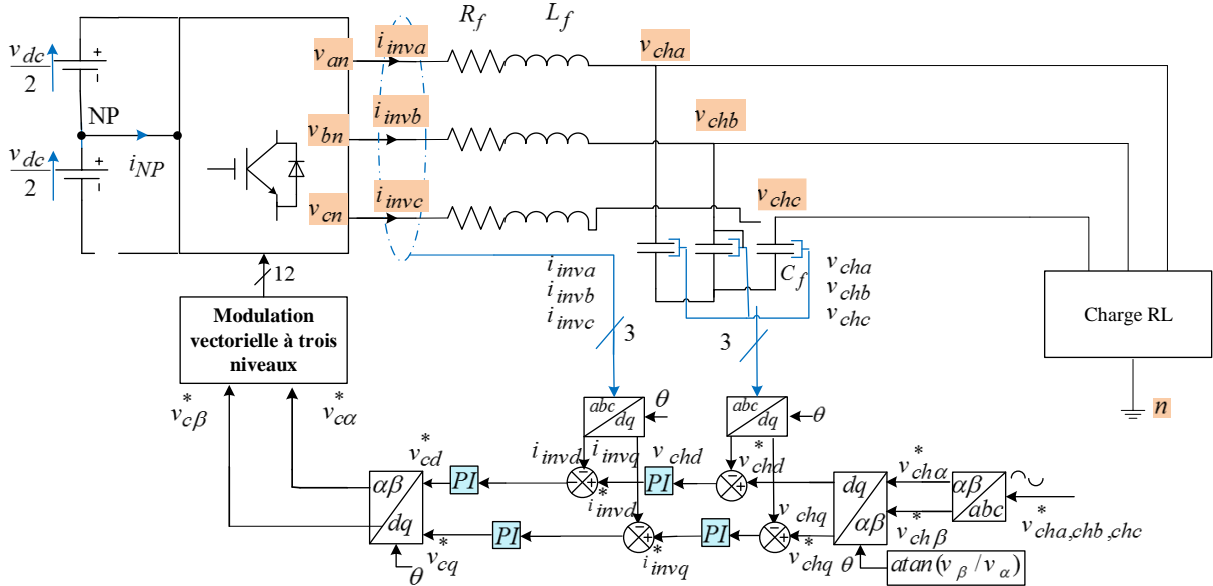 R_f L_f
v_dc/2
+
-
NP
i_NP
v_dc/2
+
-
v_an
v_bn
v_cn
i_inva
i_invb
i_invc
v_cha
v_chb
v_chc
C_f
i_inva
i_invb
i_invc
v_cha
v_chb
v_chc
12
3
3
Modulation
vectorielle à trois
niveaux
Charge RL
n
v*_cβ
v*_cα
abc
dq
θ
abc
dq
θ
i_invd
i_invq
v_chd
v*_chd
v*_cd
PI
i*_invd
PI
v*_chα
αβ
dq
θ
v*_cq
PI
i*_invq
PI
v_chq
v*_chq
dq
αβ
θ
v*_chβ
αβ
abc
v*_cha,chb,chc
atan(v_β/v_α)